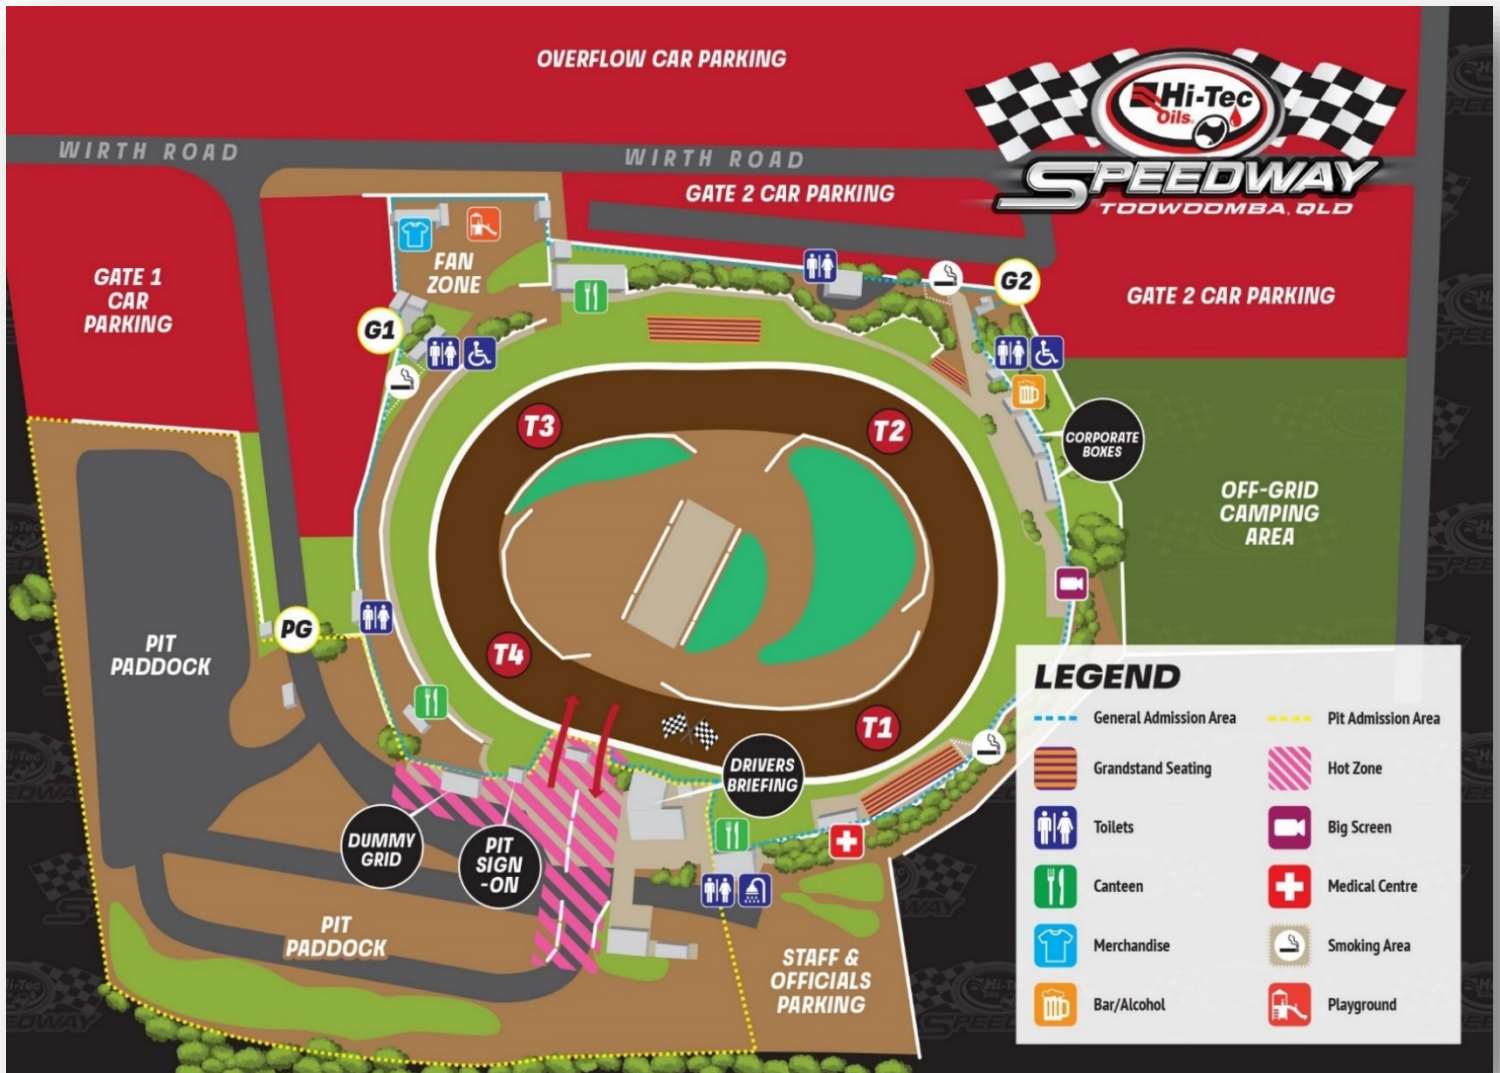 OVERFLOW CAR PARKING
Hi-Tec
Oils
SPEEDWAY
TOOWOOMBA, QLD
WIRTH ROAD
WIRTH ROAD
GATE 2 CAR PARKING
FAN
ZONE
GATE 1
CAR
PARKING
G1
G2
GATE 2 CAR PARKING
T3
T2
CORPORATE
BOXES
OFF-GRID
CAMPING
AREA
PG
PIT
PADDOCK
T4
T1
DRIVERS
BRIEFING
DUMMY
GRID
PIT
SIGN
-ON
PIT
PADDOCK
STAFF &
OFFICIALS
PARKING
LEGEND
General Admission Area
Pit Admission Area
Grandstand Seating
Hot Zone
Toilets
Big Screen
Canteen
Medical Centre
Merchandise
Smoking Area
Bar/Alcohol
Playground